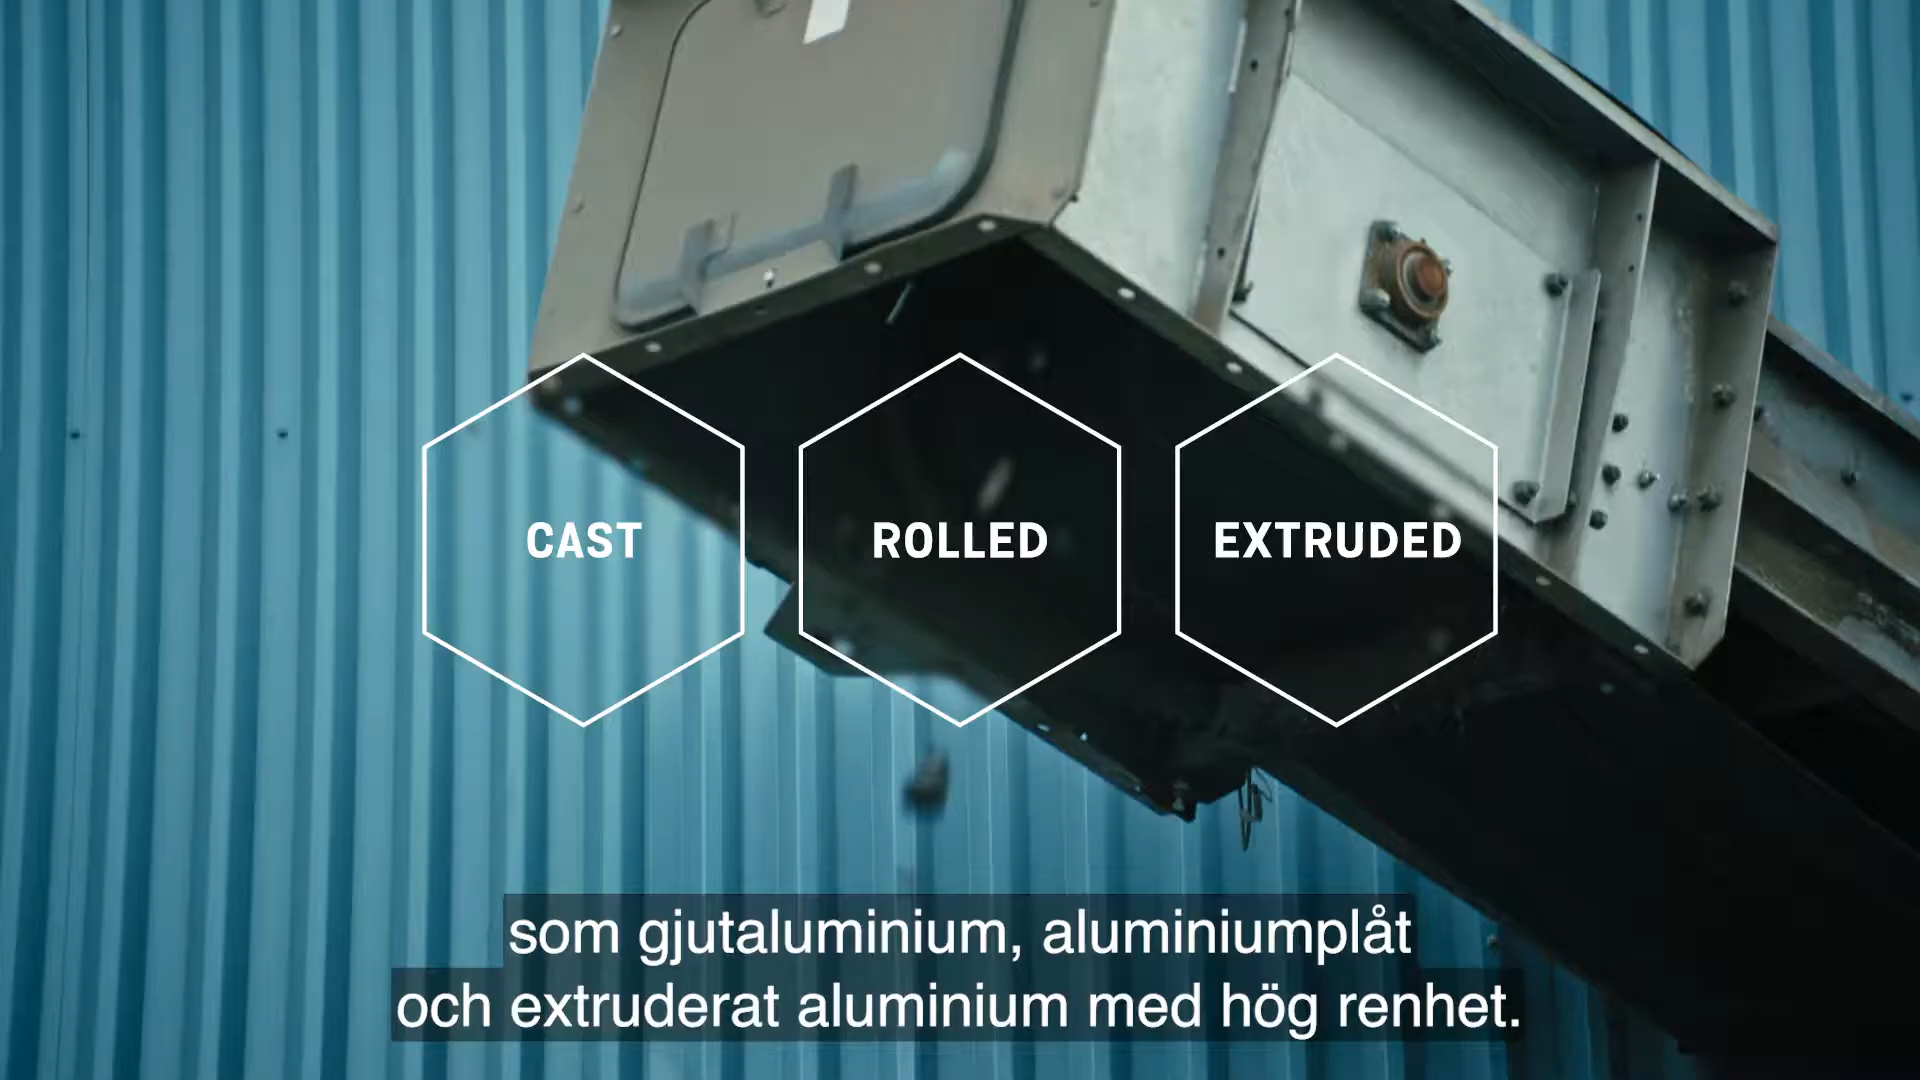 CAST
ROLLED
EXTRUDED
som gjutaluminium, aluminiumplåt
och extruderat aluminium med hög renhet.